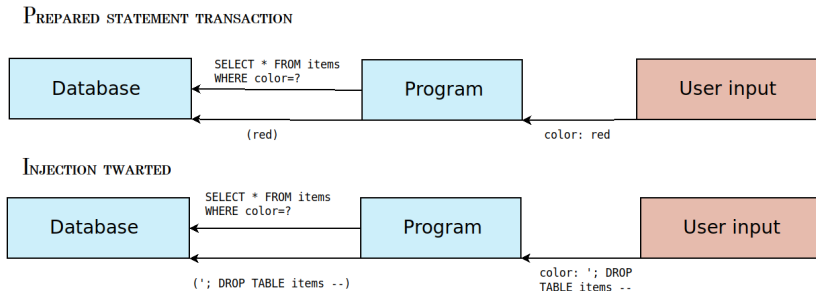 Prepared statement transaction
SELECT * FROM items
WHERE color=?
Database
Program
User input
(red)
color: red
Injection twarted
SELECT * FROM items
WHERE color=?
Database
Program
User input
('; DROP TABLE items --)
color: '; DROP
TABLE items --